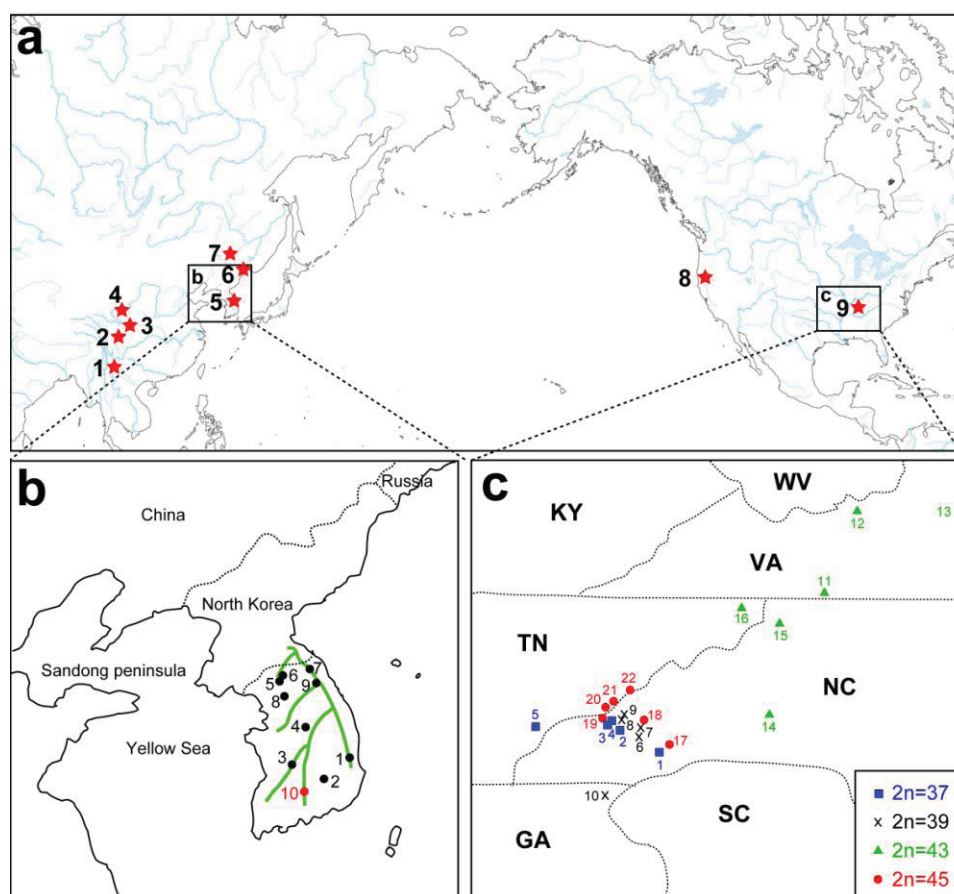 a
7
b
6
5
4
3
2
1
8
c
9
b
Russia
China
North Korea
Sandong peninsula
7
6
5
9
8
4
Yellow Sea
3
1
2
10
c
WV
KY
12
13
VA
11
16
15
TN
NC
22
21
20
9
18
5
19
8
14
3
4
2
7
6
17
1
10
SC
GA
2n=37
2n=39
2n=43
2n=45